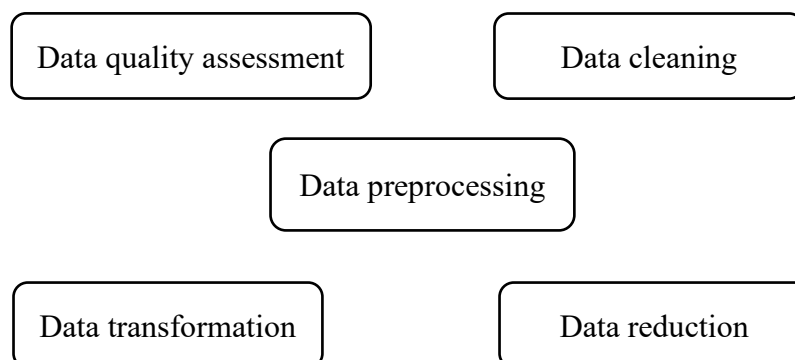 Data quality assessment
Data cleaning
Data preprocessing
Data transformation
Data reduction